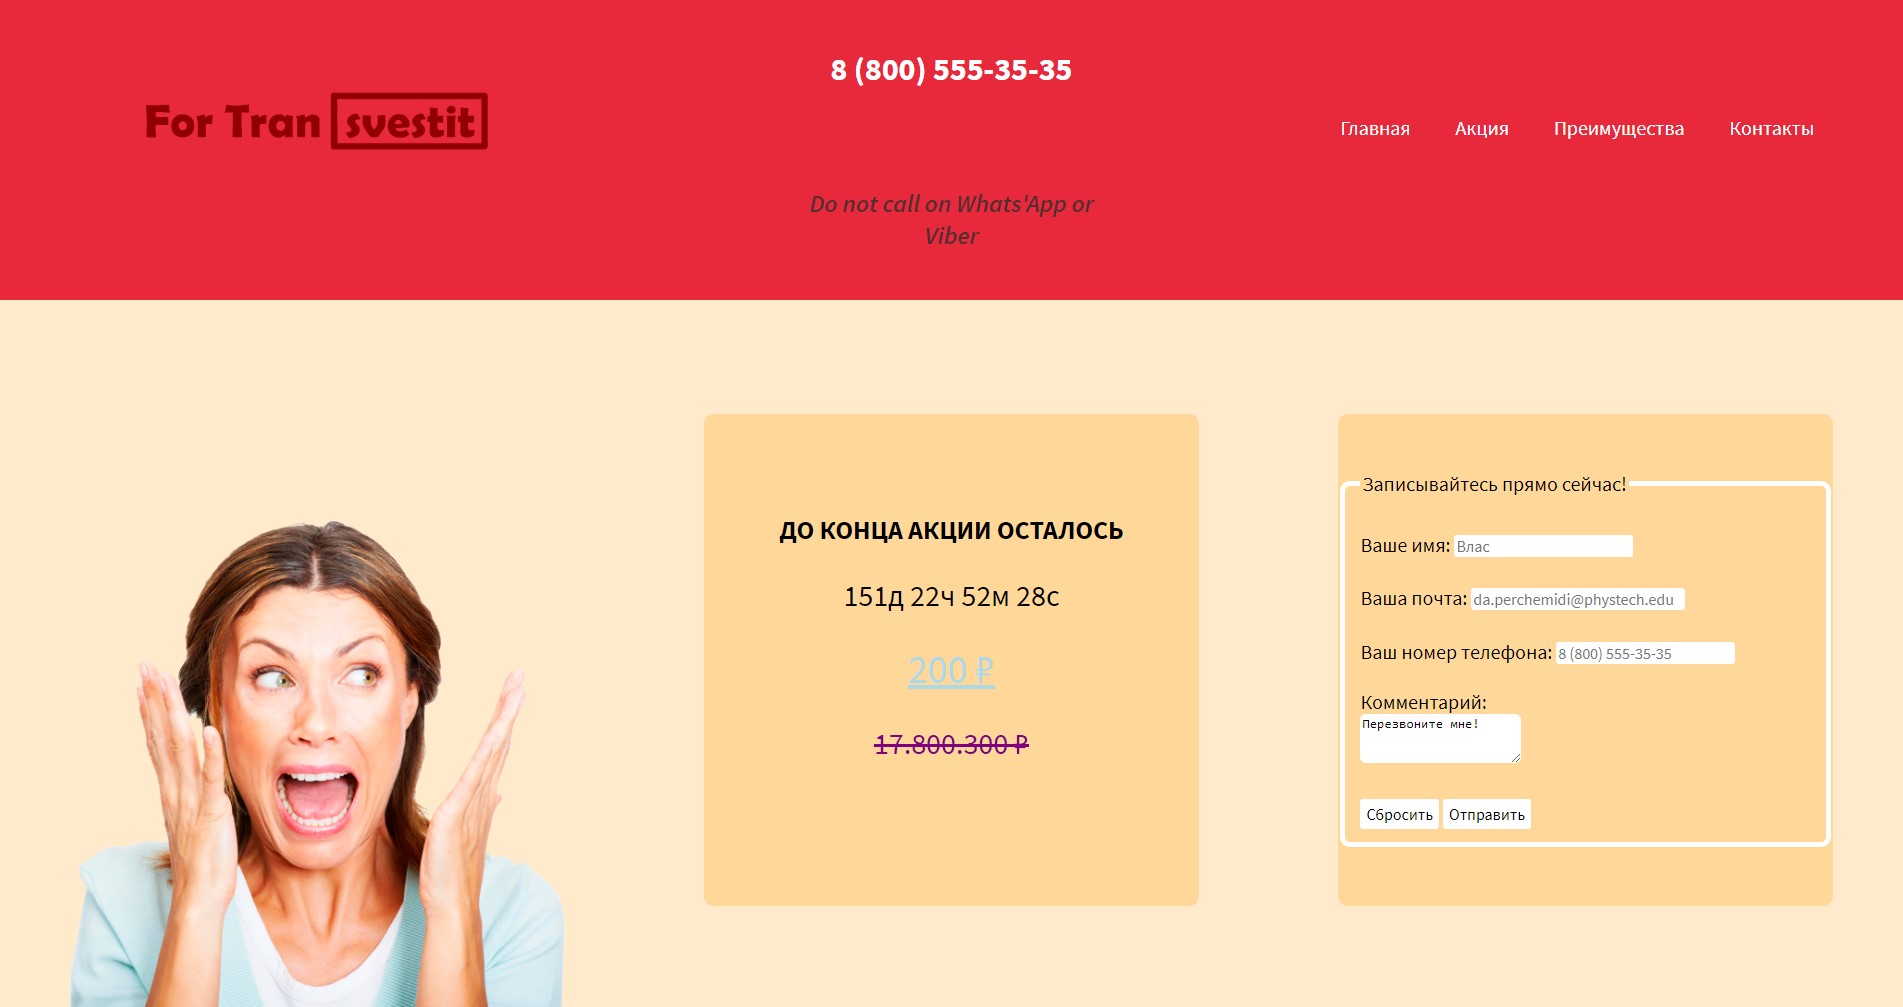 8 (800) 555-35-35
For Tran svestit
Главная Акция Преимущества Контакты
Do not call on Whats'App or
Viber
ДО КОНЦА АКЦИИ ОСТАЛОСЬ
151д 22ч 52м 28с
200 ₽
17.800.300 ₽
Записывайтесь прямо сейчас!
Ваше имя: Влас
Ваша почта: da.perchemidi@phystech.edu
Ваш номер телефона: 8 (800) 555-35-35
Комментарий:
Перезвоните мне!
Сбросить Отправить